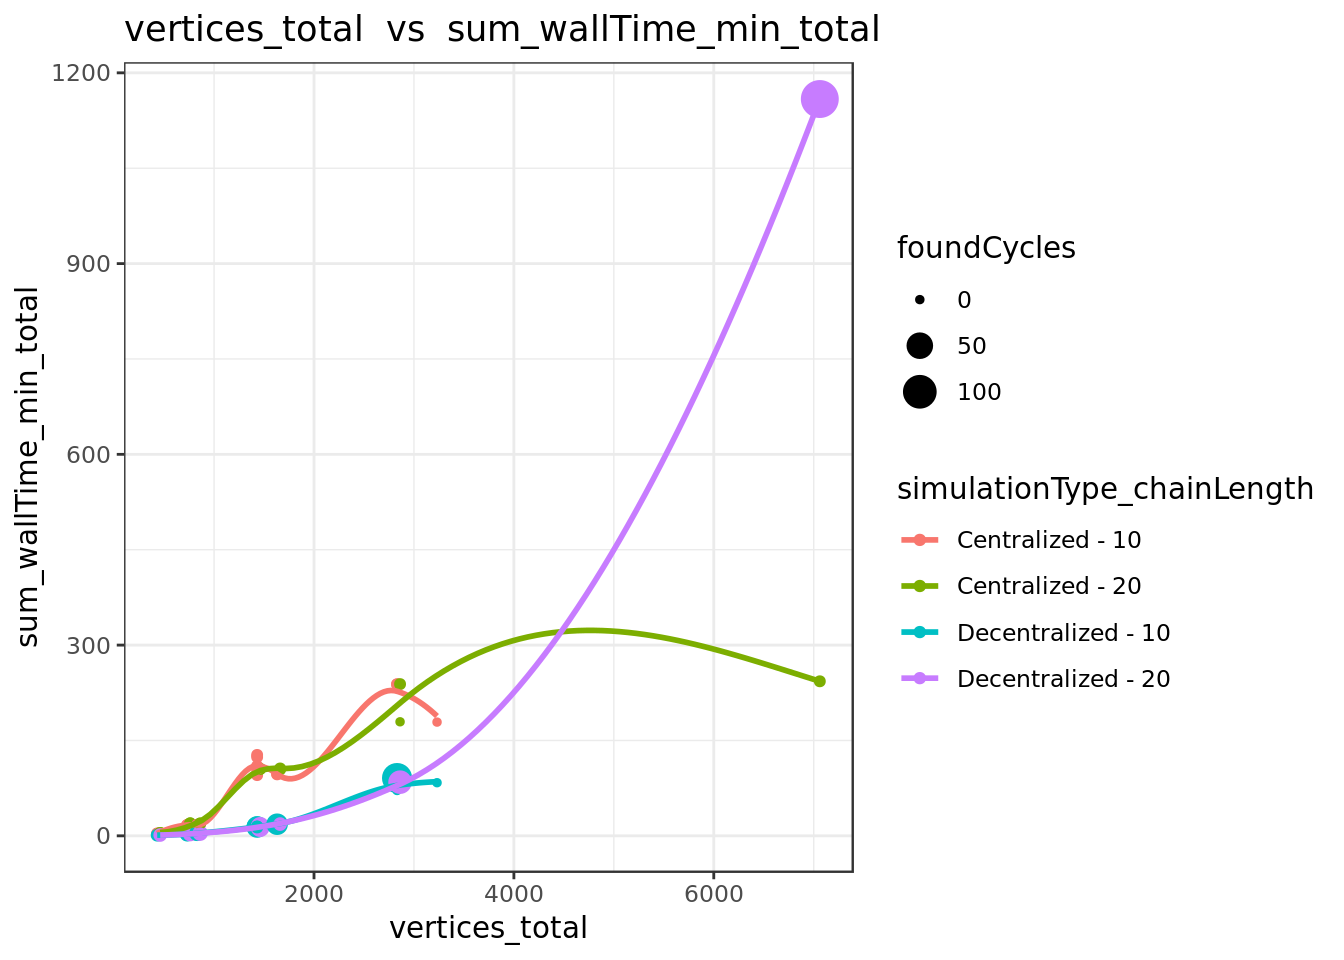 vertices_total vs sum_wallTime_min_total
1200
900
600
300
0
sum_wallTime_min_total
2000 4000 6000
vertices_total
foundCycles
0
50
100
simulationType_chainLength
Centralized - 10
Centralized - 20
Decentralized - 10
Decentralized - 20